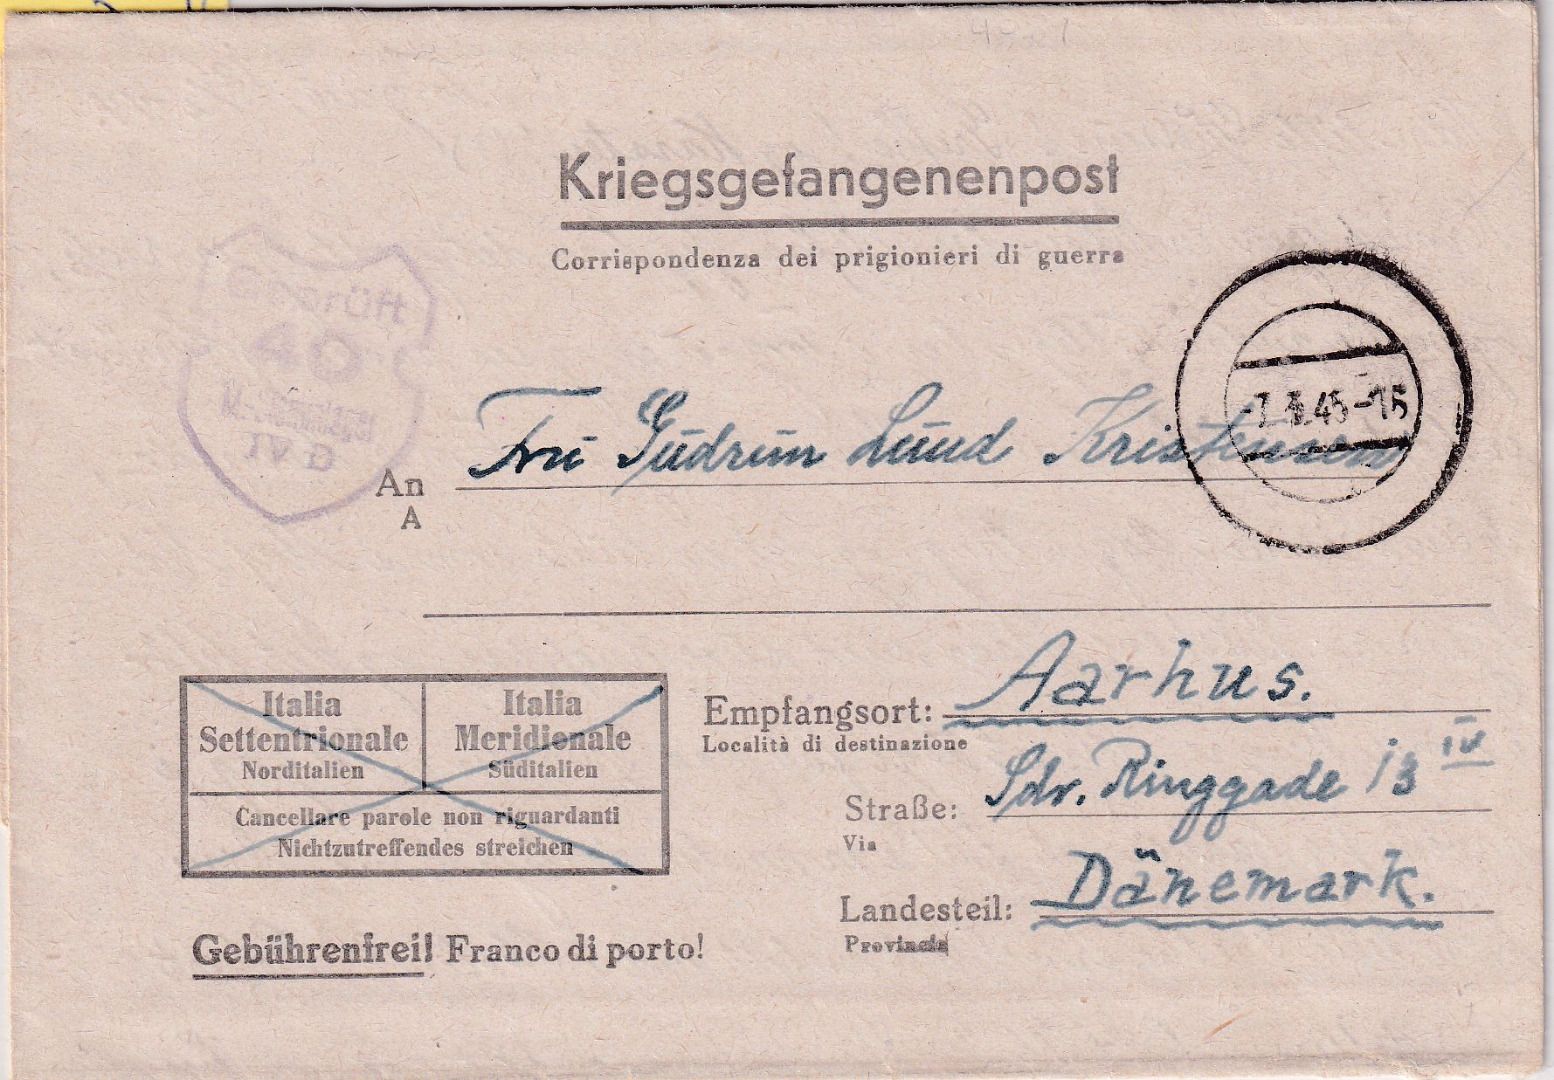 Kriegsgefangenenpost
Corrispondenza dei prigionieri di guerra
Geprüft
40
IV D
-7.3.45-15
An Fru Gudrun Lund Kristensen
A
Italia
Settentrionale
Norditalien
Italia
Meridionale
Süditalien
Cancellare parole non riguardanti
Nichtzutreffendes streichen
Empfangsort: Aarhus.
Località di destinazione
Straße: Sdr. Ringgade 13 IV
Via
Landesteil: Dänemark.
Provincia
Gebührenfrei! Franco di porto!